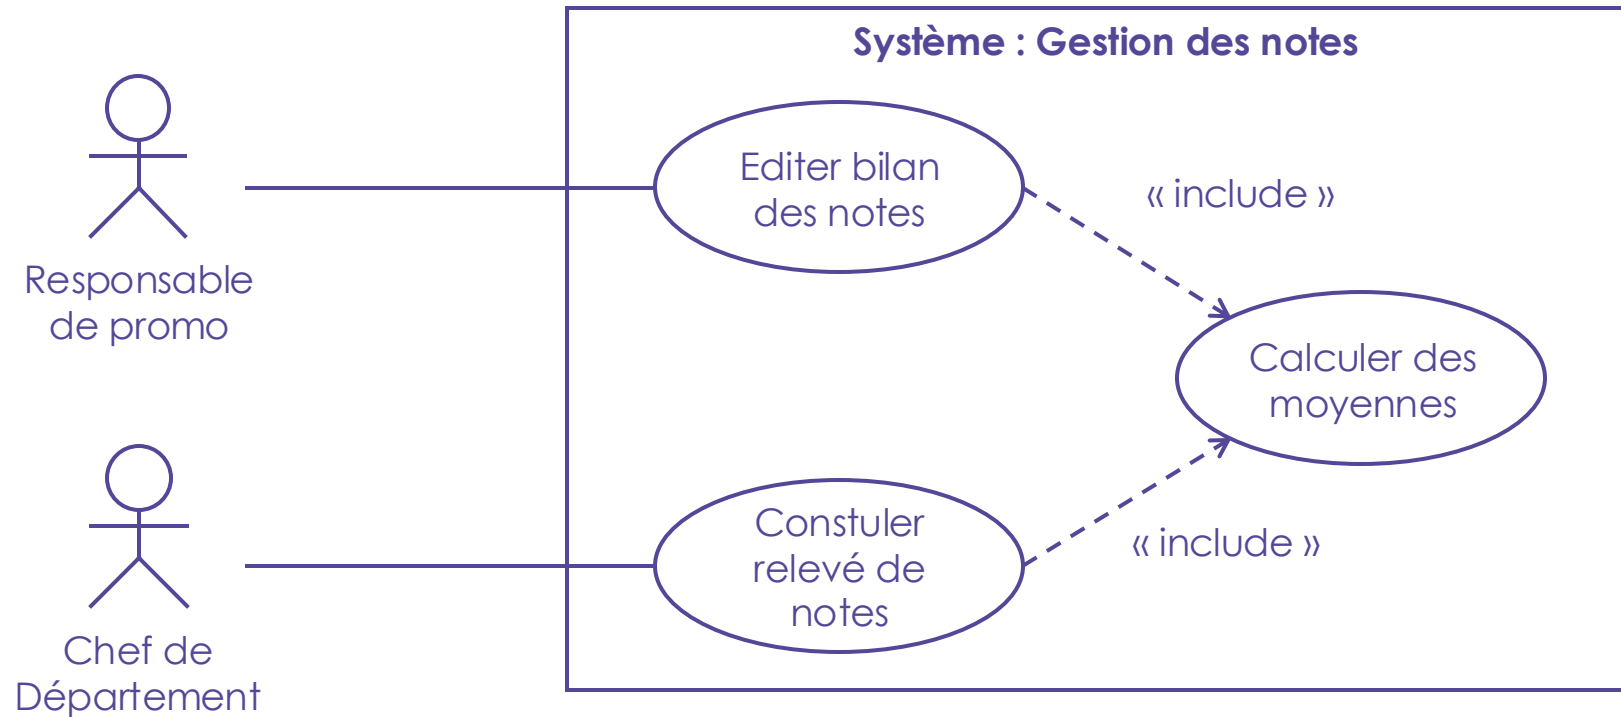 Système : Gestion des notes
Editer bilan
des notes
« include »
Responsable
de promo
Calculer des
moyennes
Constuler
relevé de
notes
« include »
Chef de
Département